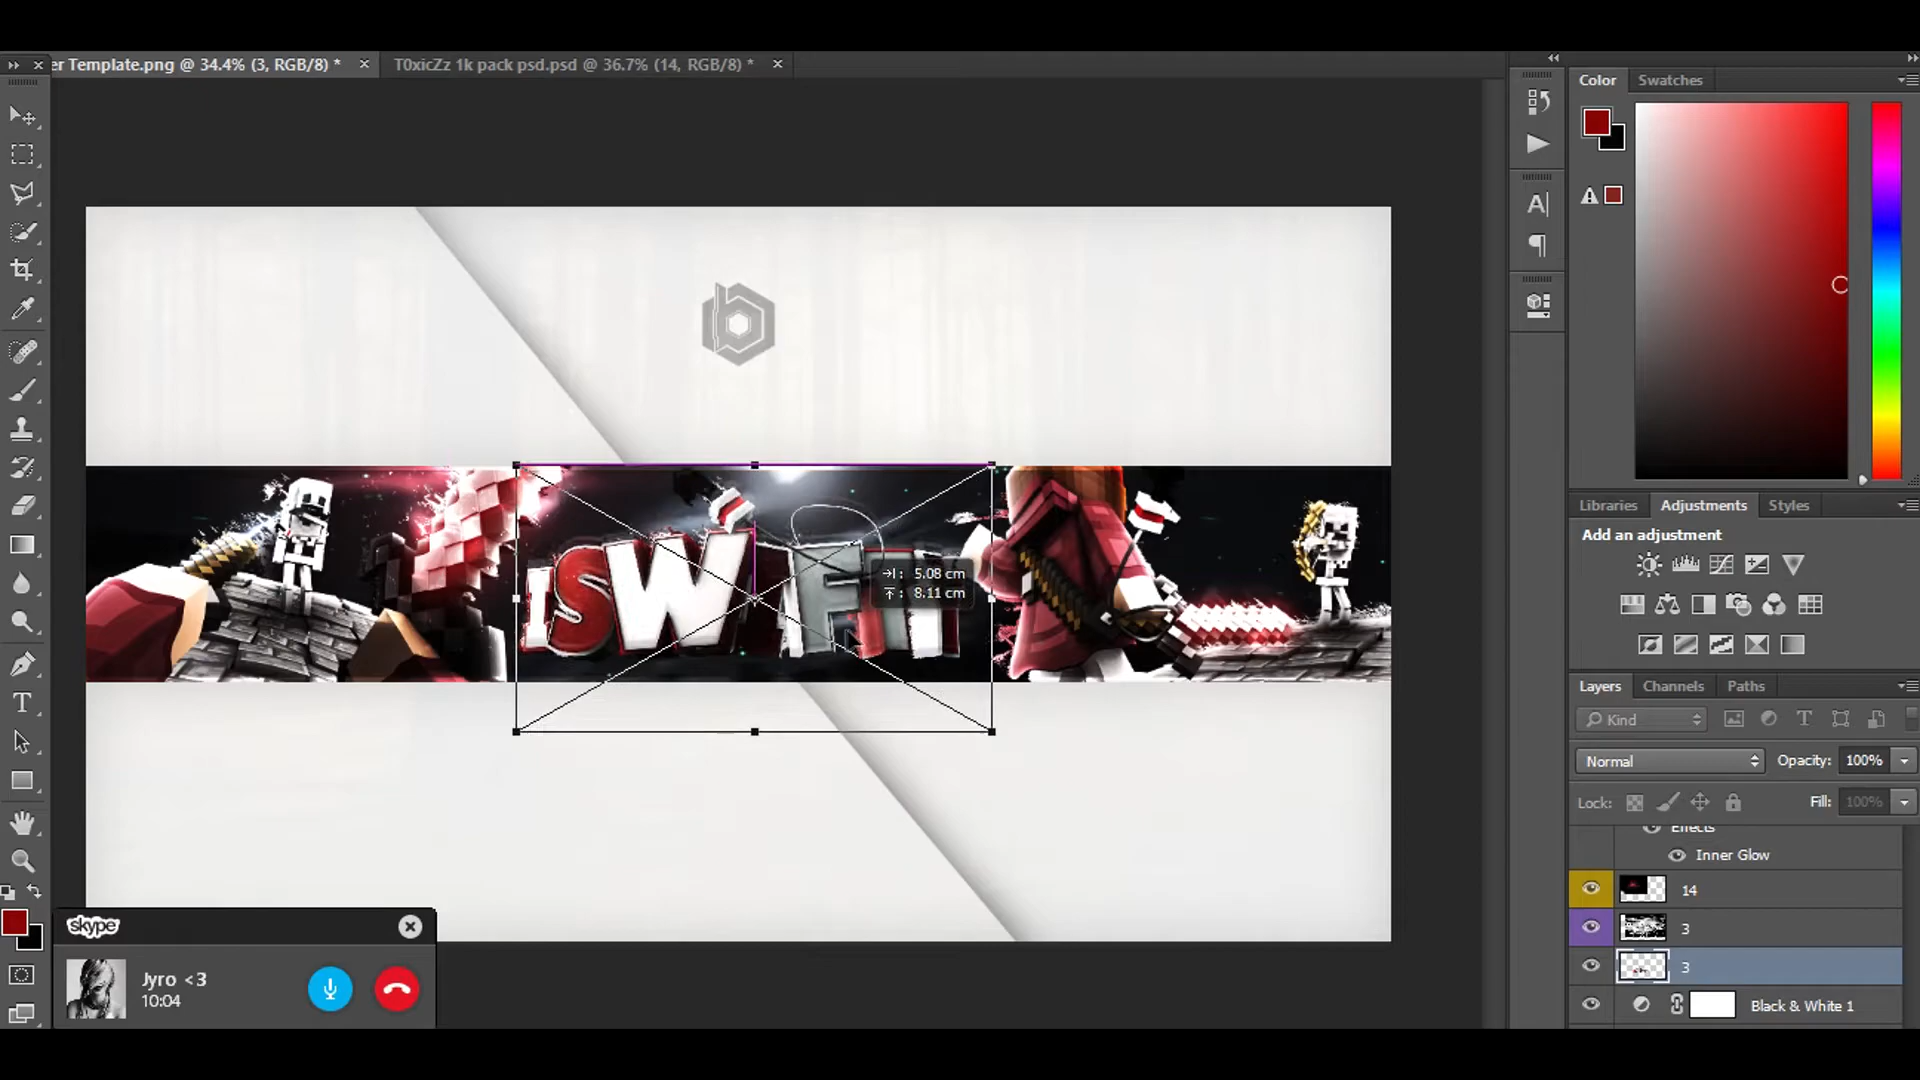 er Template.png @ 34.4% (3, RGB/8) *
T0xicZz 1k pack psd.psd @ 36.7% (14, RGB/8) *
Color
Swatches
Libraries
Adjustments
Styles
Add an adjustment
Layers
Channels
Paths
Kind
Normal
Opacity: 100%
Lock:
Fill: 100%
Effects
Inner Glow
14
3
3
Black & White 1
5.08 cm
8.11 cm
skype
Jyro <3
10:04